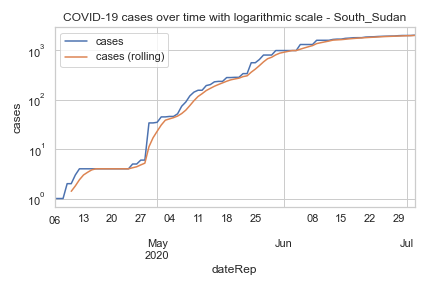 COVID-19 cases over time with logarithmic scale - South_Sudan
cases
cases (rolling)
cases
10³
10²
10¹
10⁰
06 13 20 27 04 11 18 25 08 15 22 29
May Jun Jul
2020
dateRep